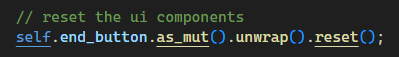 // reset the ui components
self.end_button.as_mut().unwrap().reset();